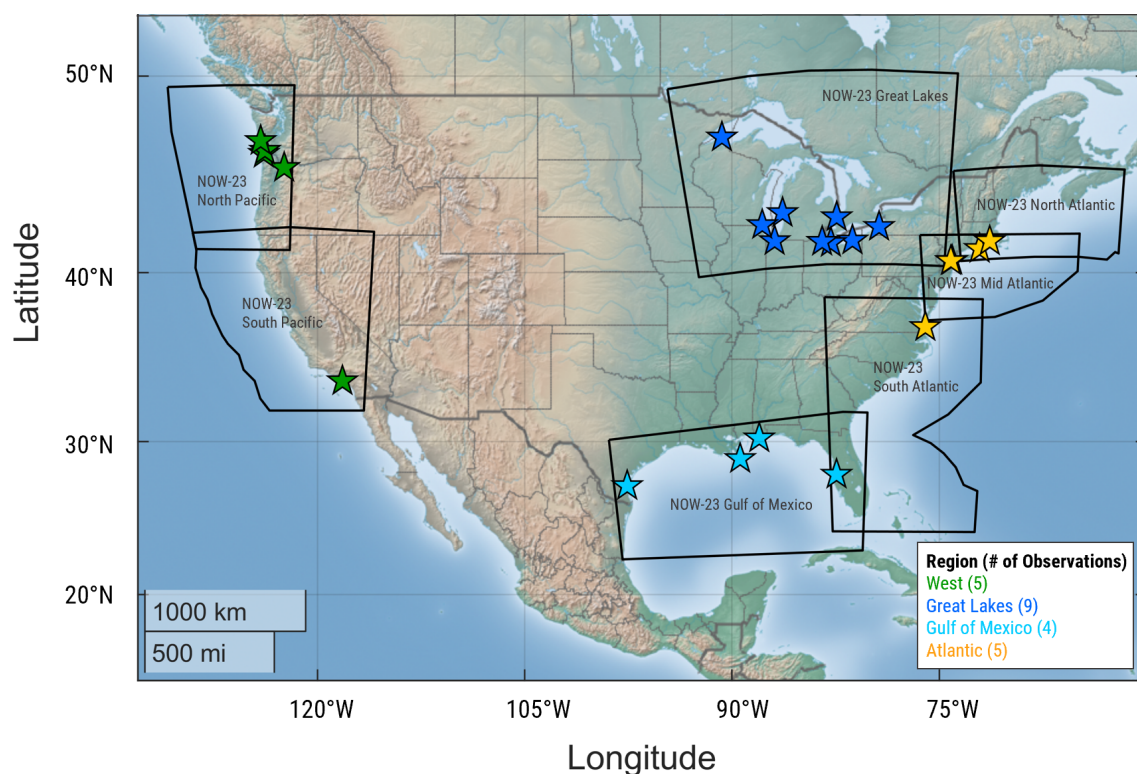 50°N
40°N
30°N
20°N
Latitude
NOW-23 Great Lakes
NOW-23
North Pacific
NOW-23 North Atlantic
NOW-23 Mid Atlantic
NOW-23
South Pacific
NOW-23
South Atlantic
NOW-23 Gulf of Mexico
Region (# of Observations)
West (5)
Great Lakes (9)
Gulf of Mexico (4)
Atlantic (5)
1000 km
500 mi
120°W
105°W
90°W
75°W
Longitude